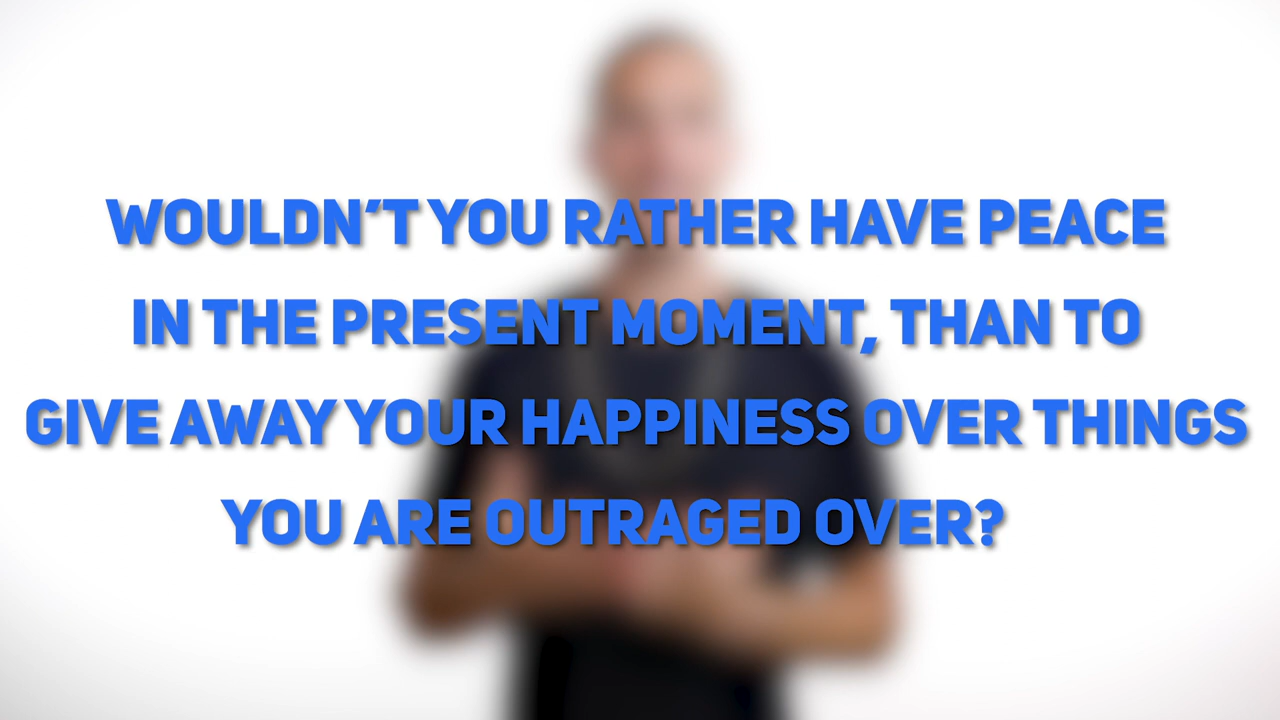 WOULDN'T YOU RATHER HAVE PEACE
IN THE PRESENT MOMENT, THAN TO
GIVE AWAY YOUR HAPPINESS OVER THINGS
YOU ARE OUTRAGED OVER?